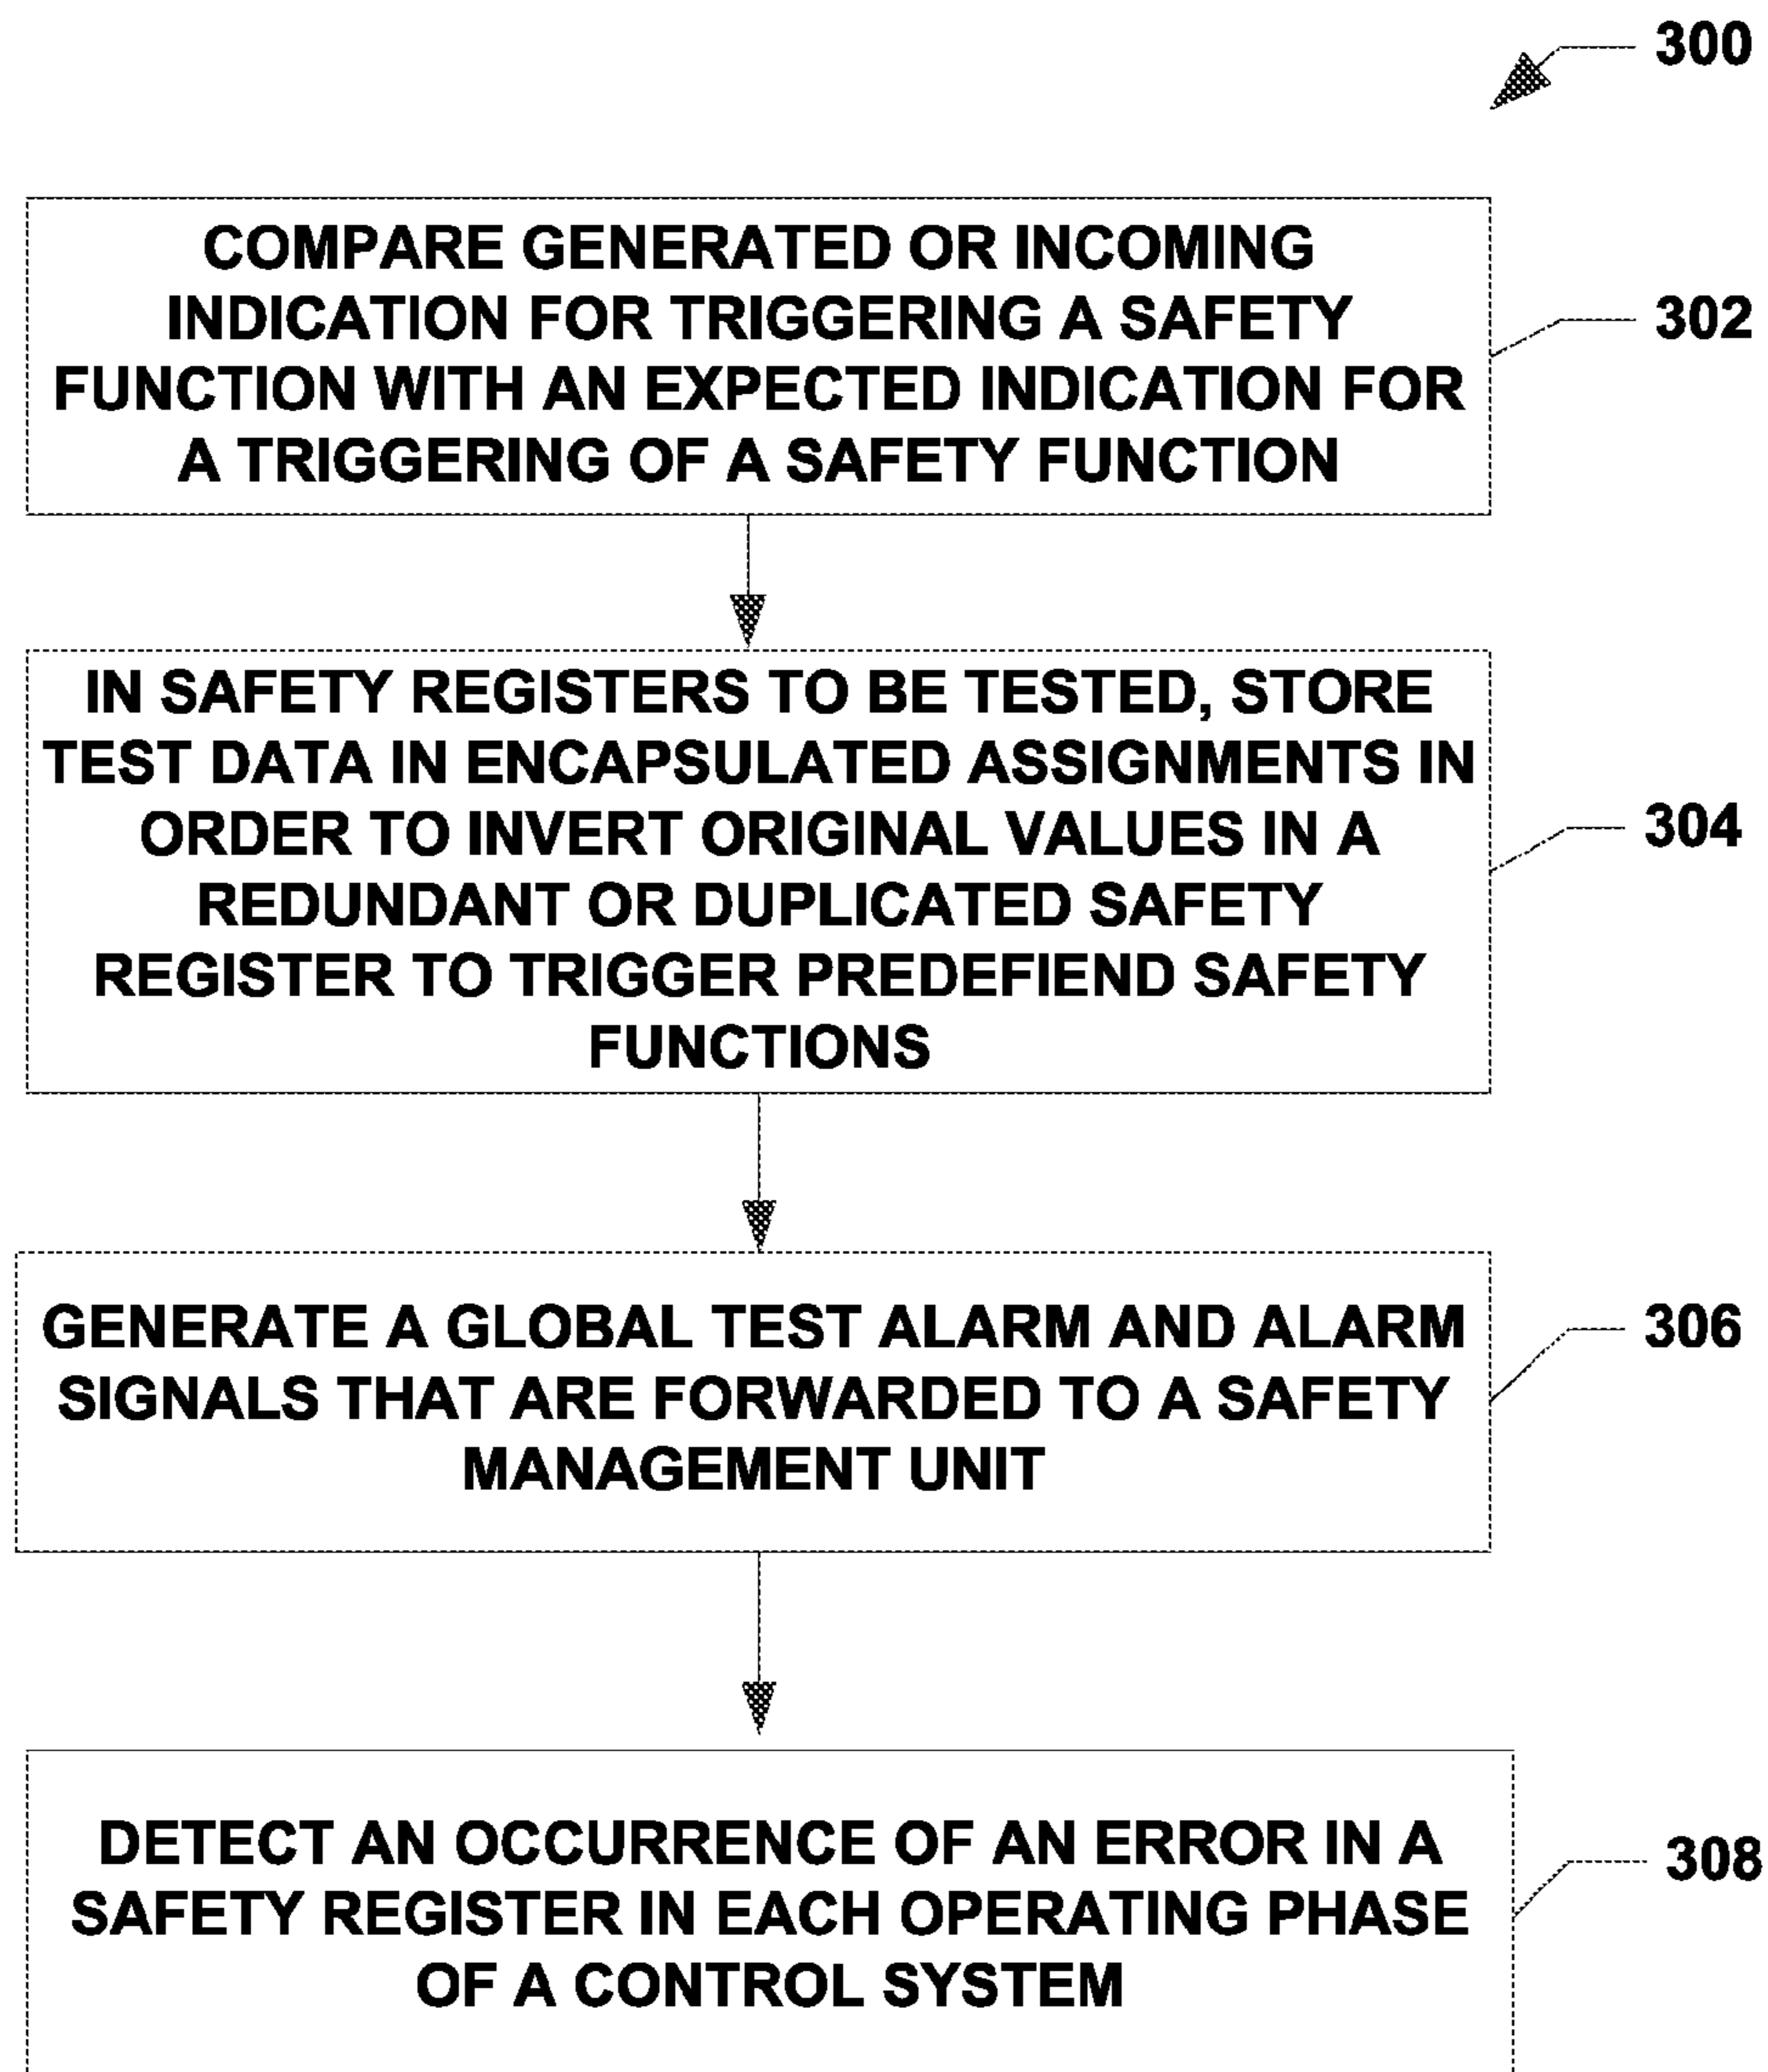 300
COMPARE GENERATED OR INCOMING
INDICATION FOR TRIGGERING A SAFETY
FUNCTION WITH AN EXPECTED INDICATION FOR
A TRIGGERING OF A SAFETY FUNCTION
302
IN SAFETY REGISTERS TO BE TESTED, STORE
TEST DATA IN ENCAPSULATED ASSIGNMENTS IN
ORDER TO INVERT ORIGINAL VALUES IN A
REDUNDANT OR DUPLICATED SAFETY
REGISTER TO TRIGGER PREDEFIEND SAFETY
FUNCTIONS
304
GENERATE A GLOBAL TEST ALARM AND ALARM
SIGNALS THAT ARE FORWARDED TO A SAFETY
MANAGEMENT UNIT
306
DETECT AN OCCURRENCE OF AN ERROR IN A
SAFETY REGISTER IN EACH OPERATING PHASE
OF A CONTROL SYSTEM
308